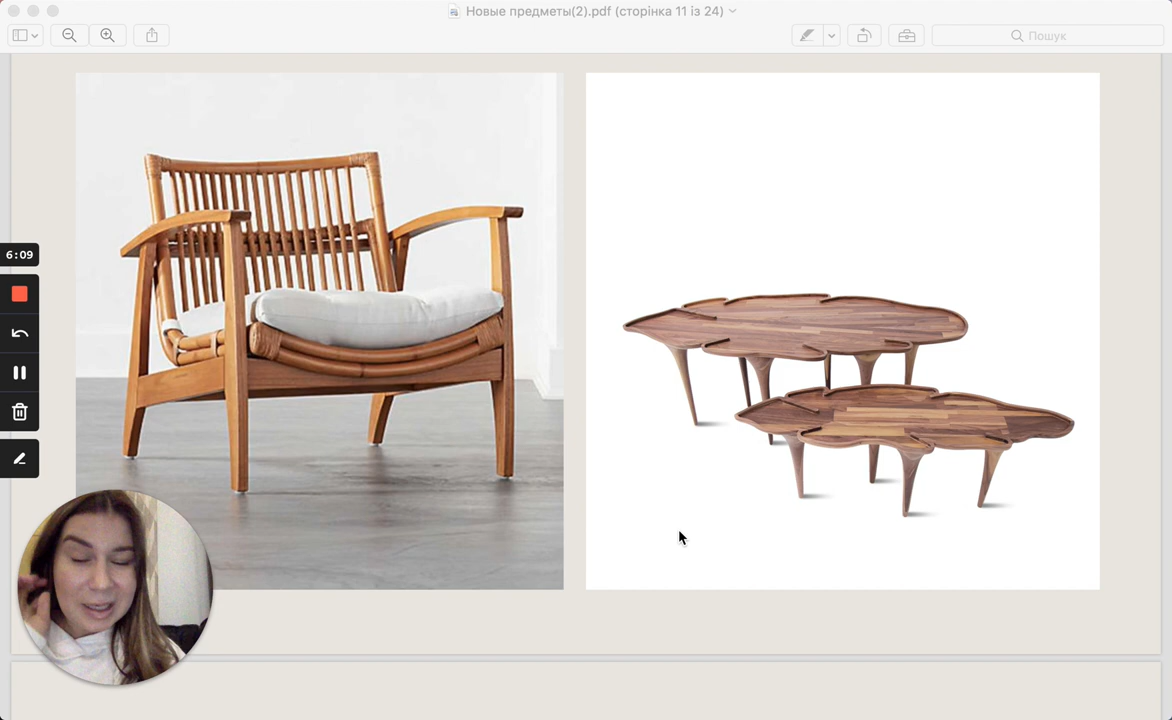 Новые предметы(2).pdf (сторінка 11 із 24)
Пошук
6:09